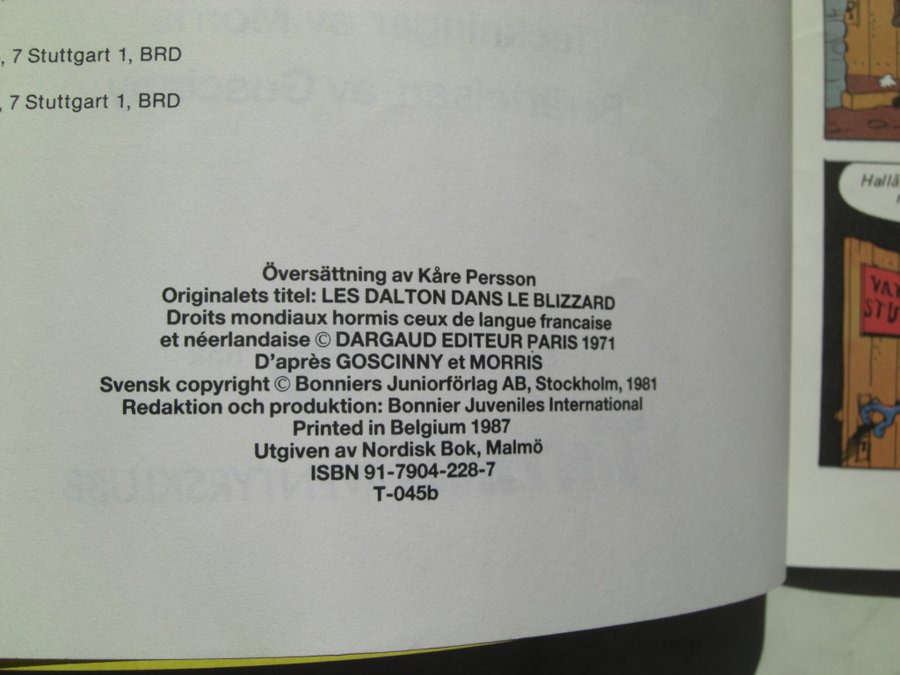 , 7 Stuttgart 1, BRD
, 7 Stuttgart 1, BRD
Översättning av Kåre Persson
Originalets titel: LES DALTON DANS LE BLIZZARD
Droits mondiaux hormis ceux de langue francaise
et néerlandaise © DARGAUD EDITEUR PARIS 1971
D'après GOSCINNY et MORRIS
Svensk copyright © Bonniers Juniorförlag AB, Stockholm, 1981
Redaktion och produktion: Bonnier Juveniles International
Printed in Belgium 1987
Utgiven av Nordisk Bok, Malmö
ISBN 91-7904-228-7
T-045b
Hallå